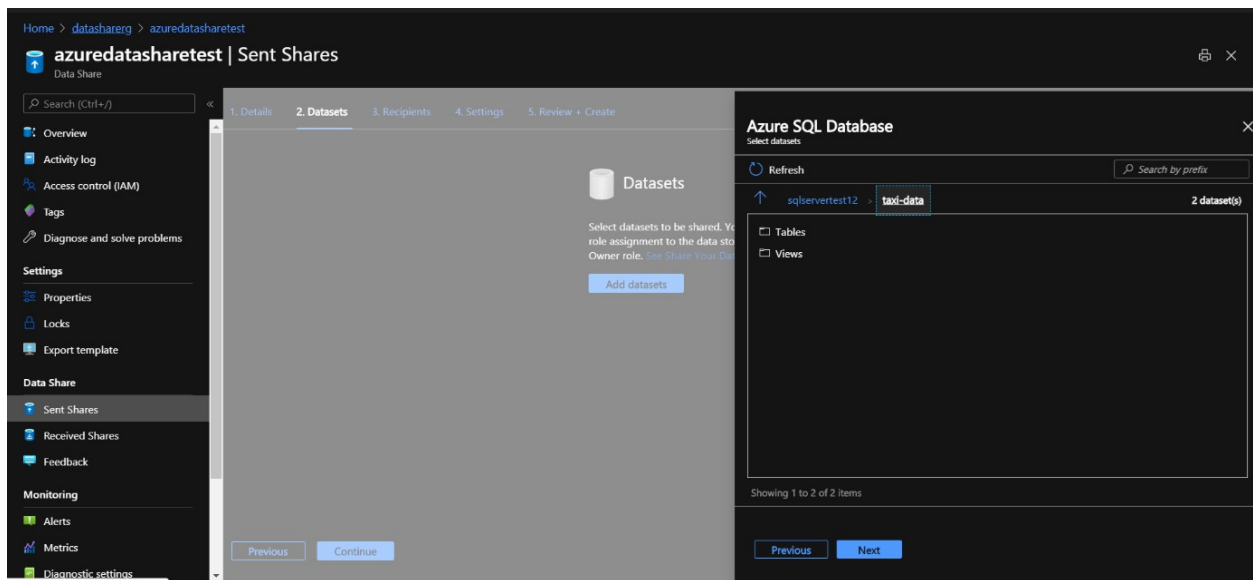 Home > datasharerg > azuredatasharetest
azuredatasharetest | Sent Shares
Data Share
Search (Ctrl+/)
«
Overview
Activity log
Access control (IAM)
Tags
Diagnose and solve problems
Settings
Properties
Locks
Export template
Data Share
Sent Shares
Received Shares
Feedback
Monitoring
Alerts
Metrics
Diagnostic settings
1. Details 2. Datasets 3. Recipients 4. Settings 5. Review + Create
Datasets
Select datasets to be shared.
role assignment to the data
Owner role. See Share Your
Add datasets
Previous Continue
Azure SQL Database
Select datasets
Refresh
Search by prefix
sqlservertest12 > taxi-data 2 dataset(s)
Tables
Views
Showing 1 to 2 of 2 items
Previous Next